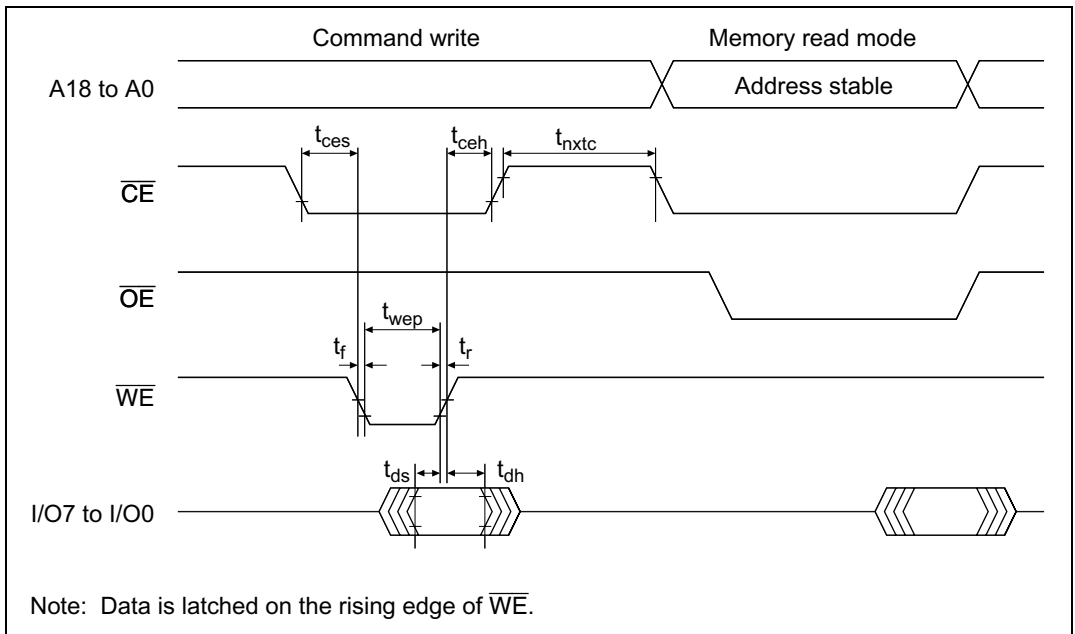 Command write
Memory read mode
A18 to A0
Address stable
tces
tceh
tnxtc
CE
OE
twep
tf
tr
WE
tds
tdh
I/O7 to I/O0
Note: Data is latched on the rising edge of WE.